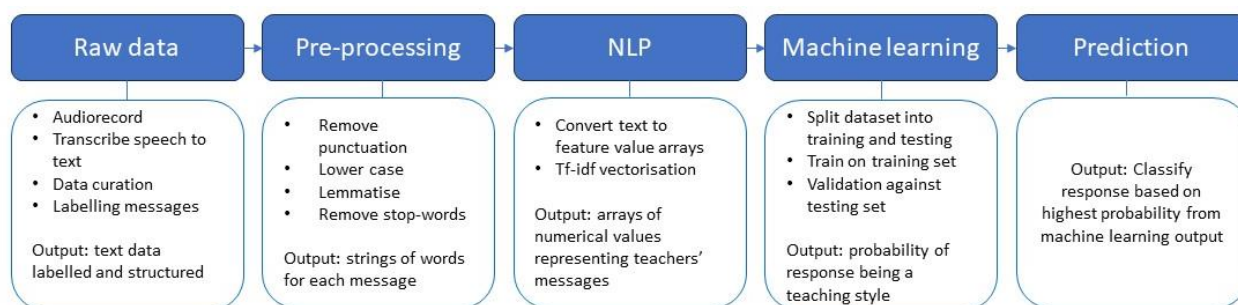 Raw data
Pre-processing
NLP
Machine learning
Prediction
• Audiorecord
• Transcribe speech to
text
• Data curation
• Labelling messages
Output: text data
labelled and structured
• Remove
punctuation
• Lower case
• Lemmatise
• Remove stop-words
Output: strings of words
for each message
• Convert text to
feature value arrays
• Tf-idf vectorisation
Output: arrays of
numerical values
representing teachers’
messages
• Split dataset into
training and testing
• Train on training set
• Validation against
testing set
Output: probability of
response being a
teaching style
Output: Classify
response based on
highest probability from
machine learning output